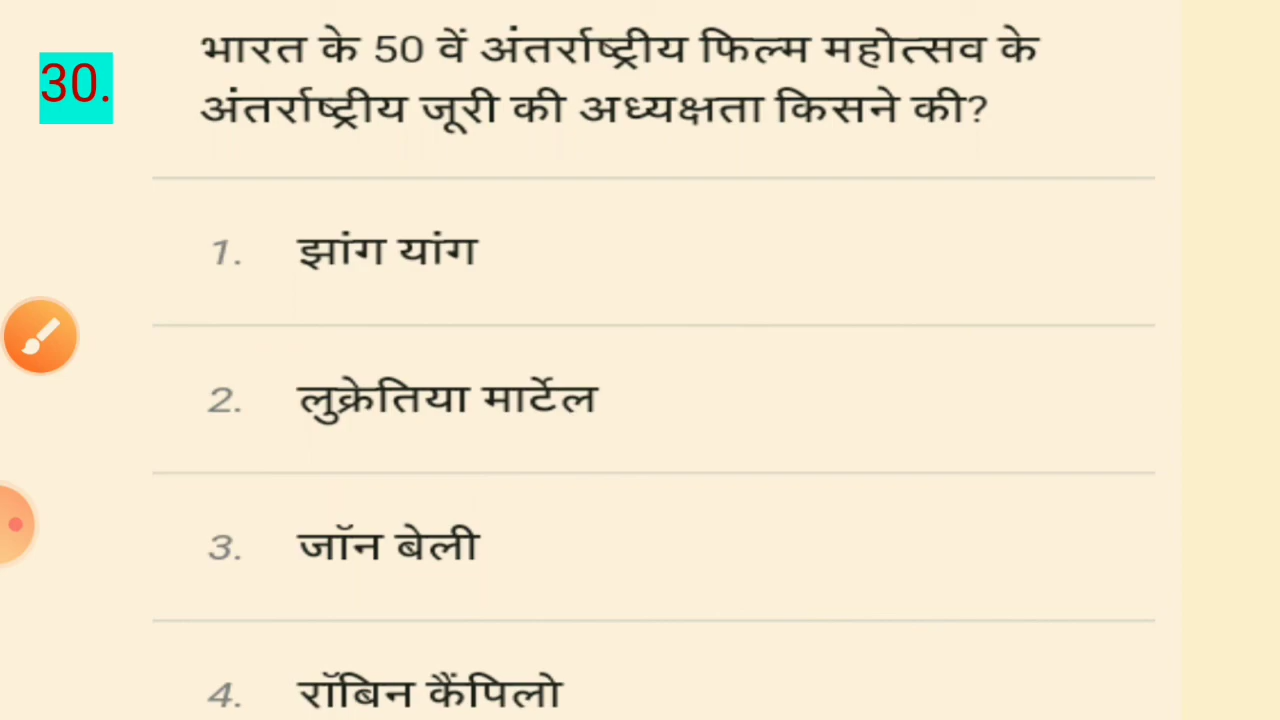 30.
भारत के 50 वें अंतर्राष्ट्रीय फिल्म महोत्सव के
अंतर्राष्ट्रीय जूरी की अध्यक्षता किसने की?
1. झांग यांग
2. लुक्रेतिया मार्टेल
3. जॉन बेली
4. रॉबिन कैंपिलो